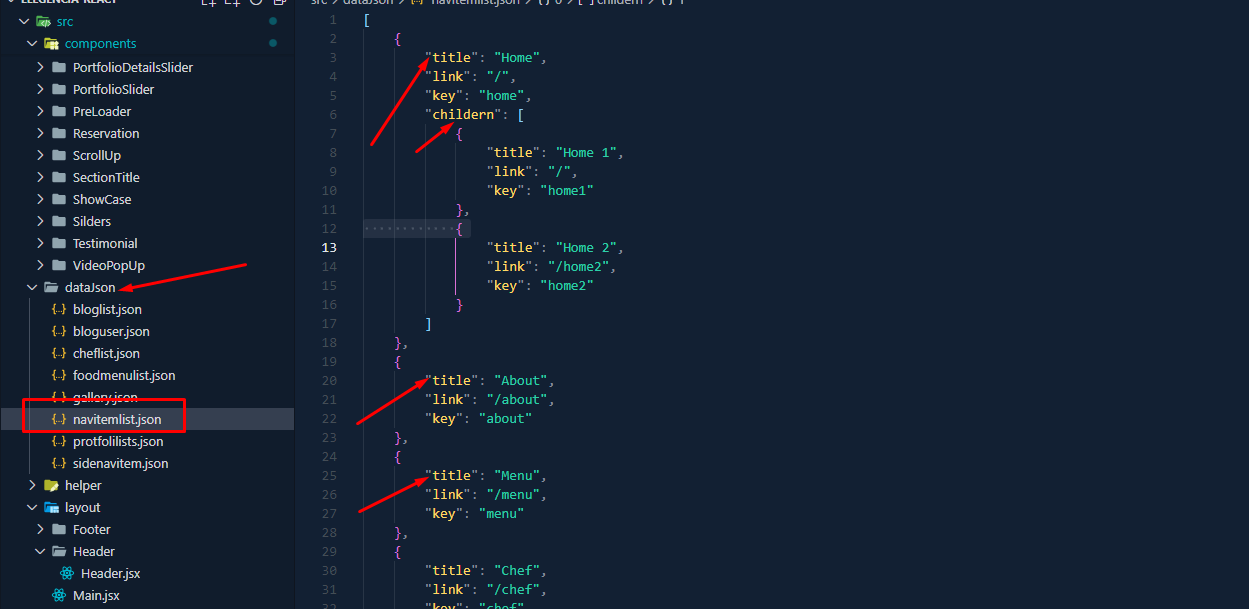 ELEGENCIA-REACT
src
components
PortfolioDetailsSlider
PortfolioSlider
PreLoader
Reservation
ScrollUp
SectionTitle
ShowCase
Silders
Testimonial
VideoPopUp
dataJson
{..} bloglist.json
{..} bloguser.json
{..} cheflist.json
{..} foodmenulist.json
{..} gallery.json
{..} navitemlist.json
{..} protfolilists.json
{..} sidenavitem.json
helper
layout
Footer
Header
Header.jsx
Main.jsx
src > dataJson > {..} navitemlist.json > {} 0 > [ ] childern > {} 1
1 [
2 {
3 "title": "Home",
4 "link": "/",
5 "key": "home",
6 "childern": [
7 {
8 "title": "Home 1",
9 "link": "/",
10 "key": "home1"
11 },
12 {
13 "title": "Home 2",
14 "link": "/home2",
15 "key": "home2"
16 }
17 ]
18 },
19 {
20 "title": "About",
21 "link": "/about",
22 "key": "about"
23 },
24 {
25 "title": "Menu",
26 "link": "/menu",
27 "key": "menu"
28 },
29 {
30 "title": "Chef",
31 "link": "/chef",
32 "key": "chef"